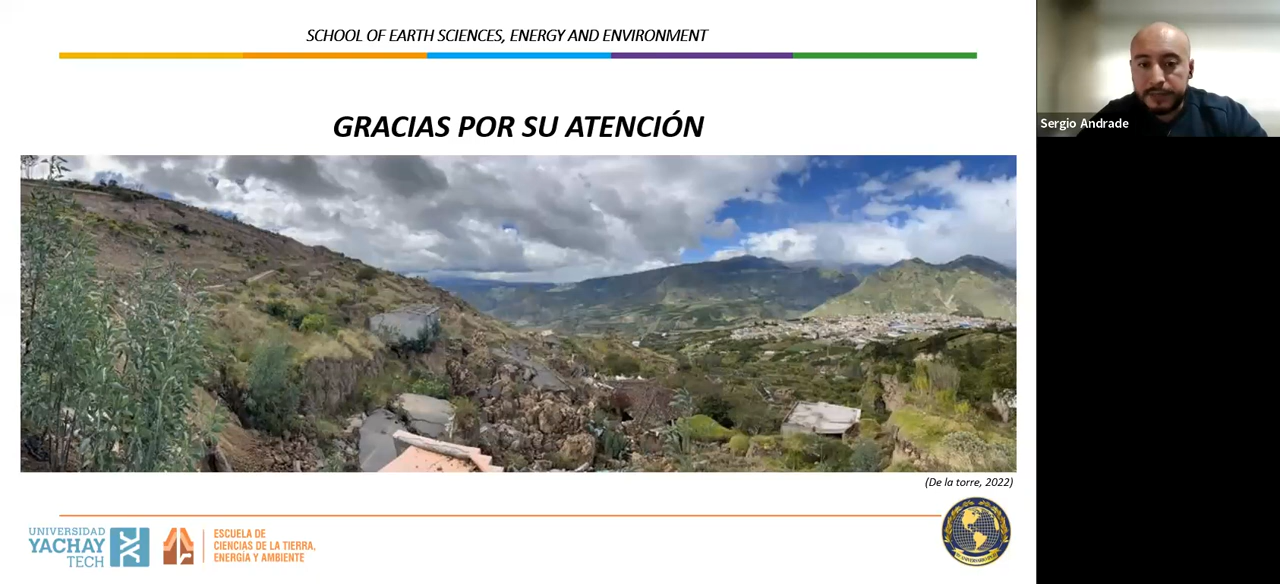 SCHOOL OF EARTH SCIENCES, ENERGY AND ENVIRONMENT
Sergio Andrade
GRACIAS POR SU ATENCIÓN
(De la torre, 2022)
UNIVERSIDAD
YACHAY
TECH
ESCUELA DE
CIENCIAS DE LA TIERRA,
ENERGÍA Y AMBIENTE